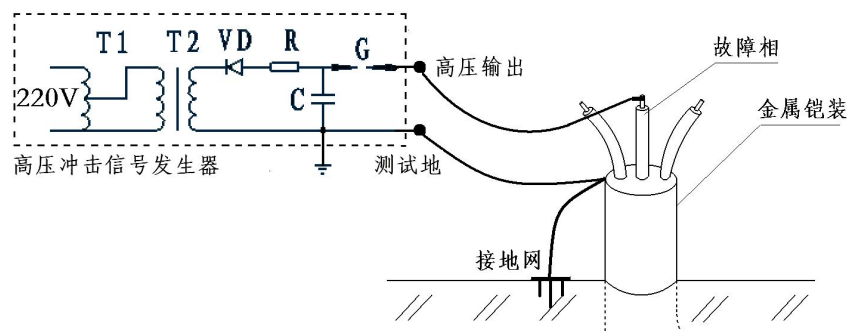 T1 T2 VD R G
高压输出
故障相
220V
C
金属铠装
高压冲击信号发生器
测试地
接地网